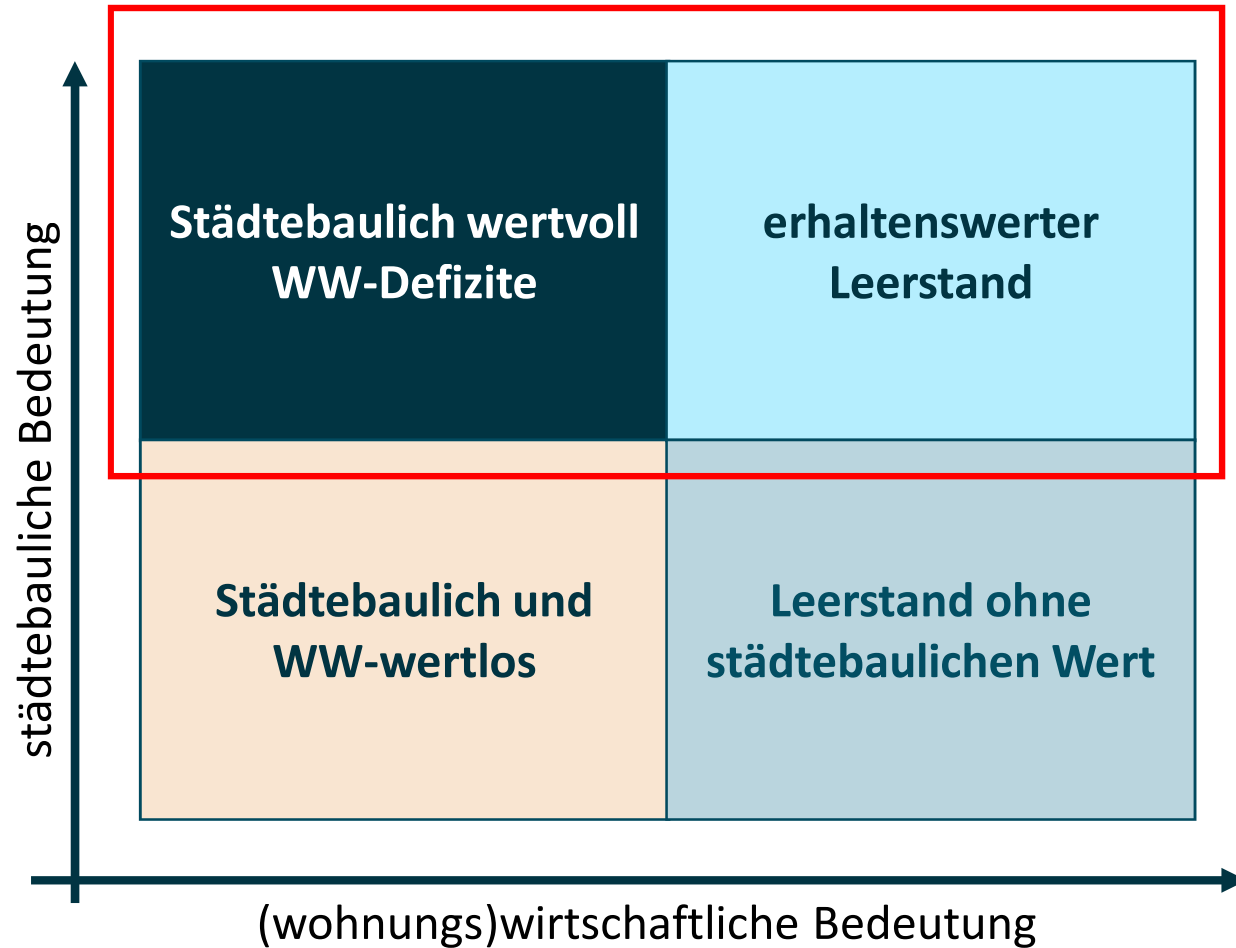 städtebauliche Bedeutung
Städtebaulich wertvoll
WW-Defizite
erhaltenswerter
Leerstand
Städtebaulich und
WW-wertlos
Leerstand ohne
städtebaulichen Wert
(wohnungs)wirtschaftliche Bedeutung